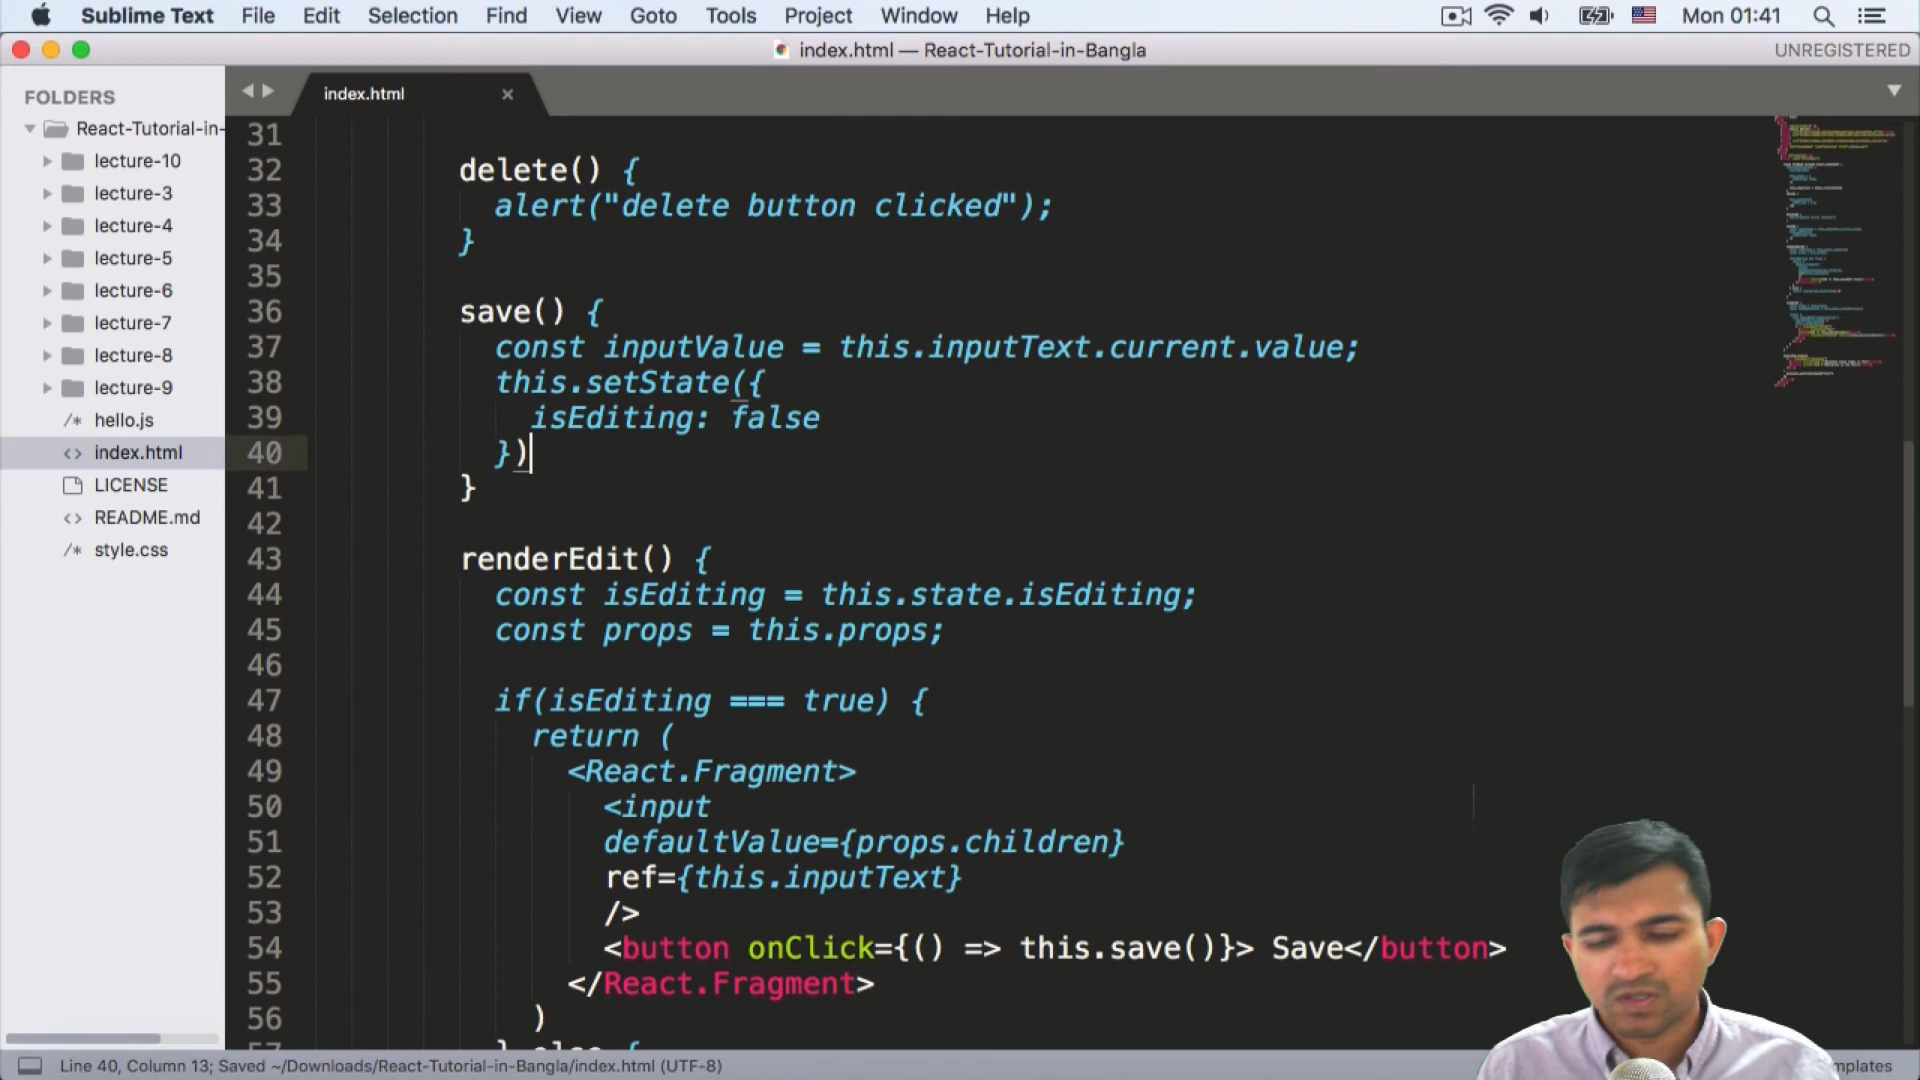 Sublime Text File Edit Selection Find View Goto Tools Project Window Help Mon 01:41
index.html — React-Tutorial-in-Bangla UNREGISTERED
FOLDERS
React-Tutorial-in-
lecture-10
lecture-3
lecture-4
lecture-5
lecture-6
lecture-7
lecture-8
lecture-9
/* hello.js
<> index.html
LICENSE
<> README.md
/* style.css
index.html ×
31
32 delete() {
33 alert("delete button clicked");
34 }
35
36 save() {
37 const inputValue = this.inputText.current.value;
38 this.setState({
39 isEditing: false
40 })
41 }
42
43 renderEdit() {
44 const isEditing = this.state.isEditing;
45 const props = this.props;
46
47 if(isEditing === true) {
48 return (
49 <React.Fragment>
50 <input
51 defaultValue={props.children}
52 ref={this.inputText}
53 />
54 <button onClick={() => this.save()}> Save</button>
55 </React.Fragment>
56 )
57 } else {
Line 40, Column 13; Saved ~/Downloads/React-Tutorial-in-Bangla/index.html (UTF-8) mplates